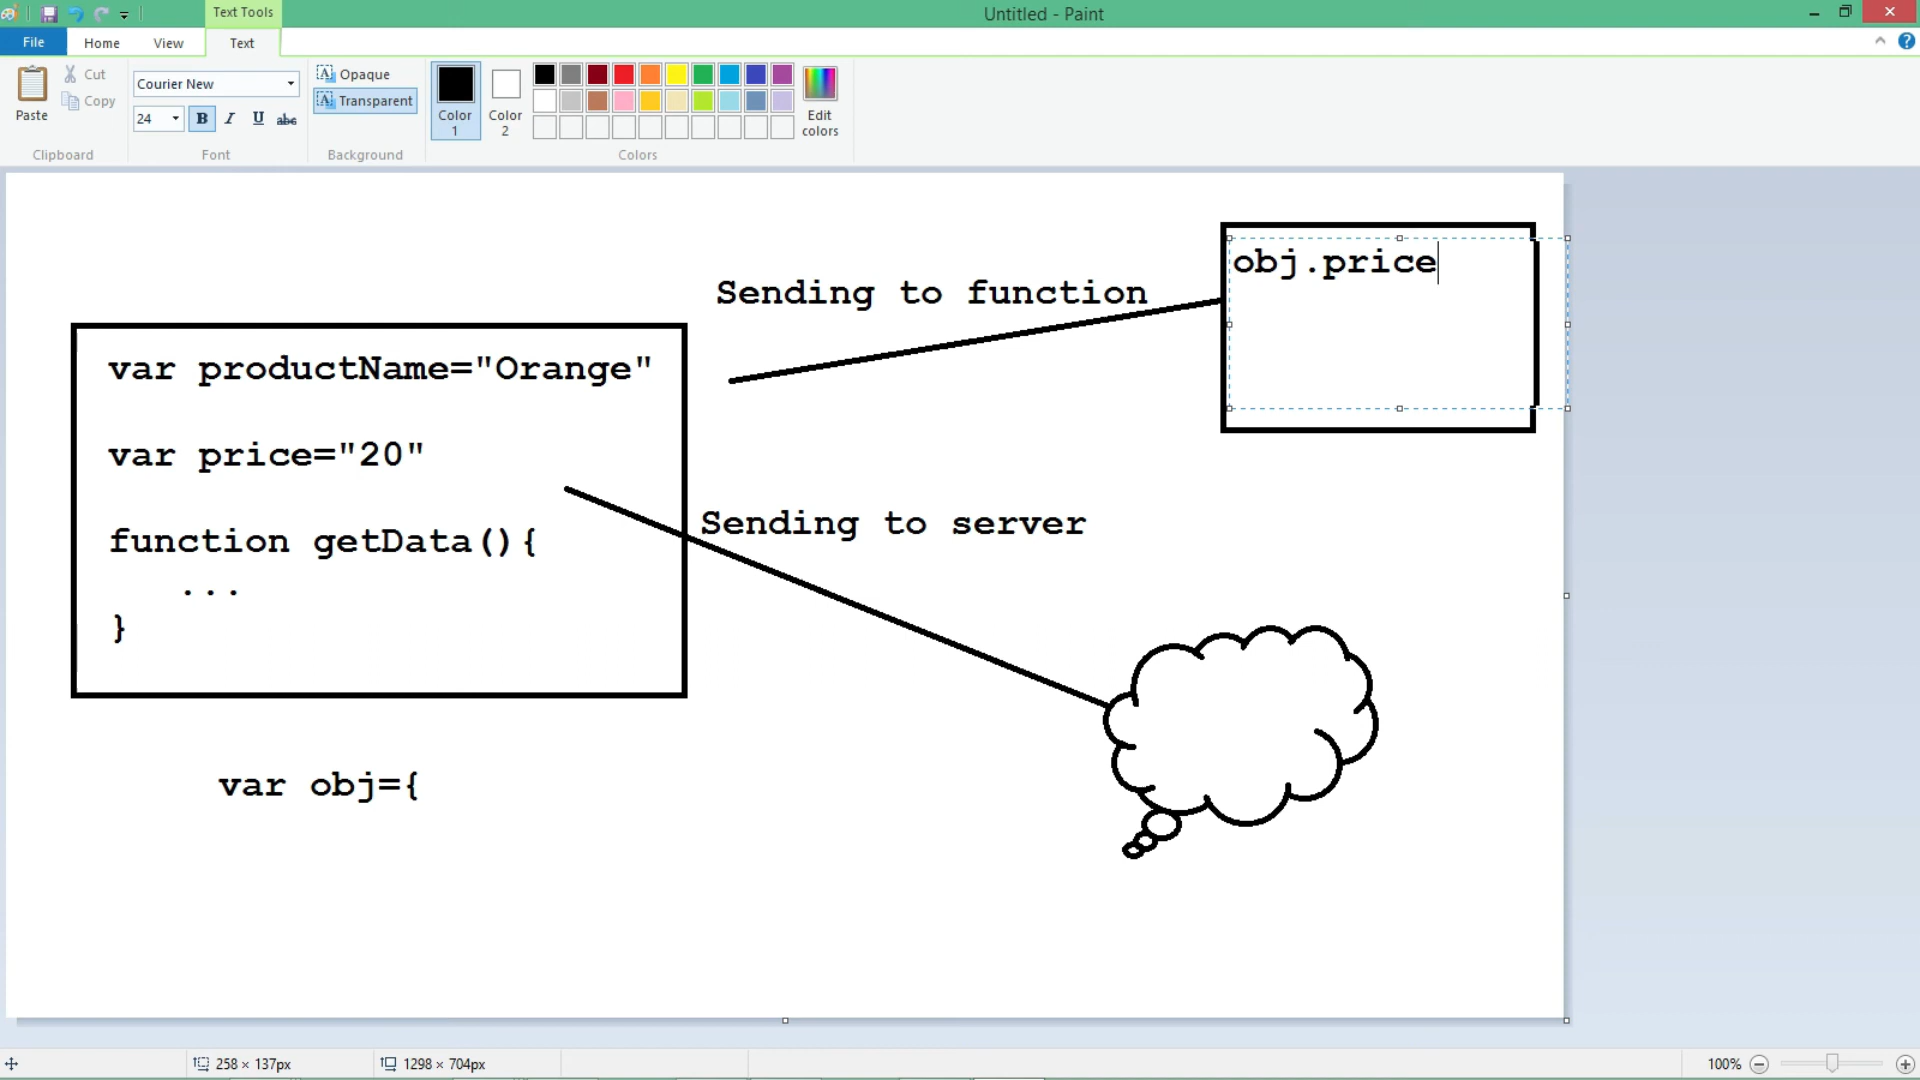 Text Tools
Untitled - Paint
File
Home
View
Text
Paste
Cut
Copy
Clipboard
Courier New
24
B I U abc
Font
Opaque
Transparent
Background
Color 1
Color 2
Edit colors
Colors
obj.price
Sending to function
var productName="Orange"
var price="20"
function getData(){
...
}
Sending to server
var obj={
258 × 137px
1298 × 704px
100%